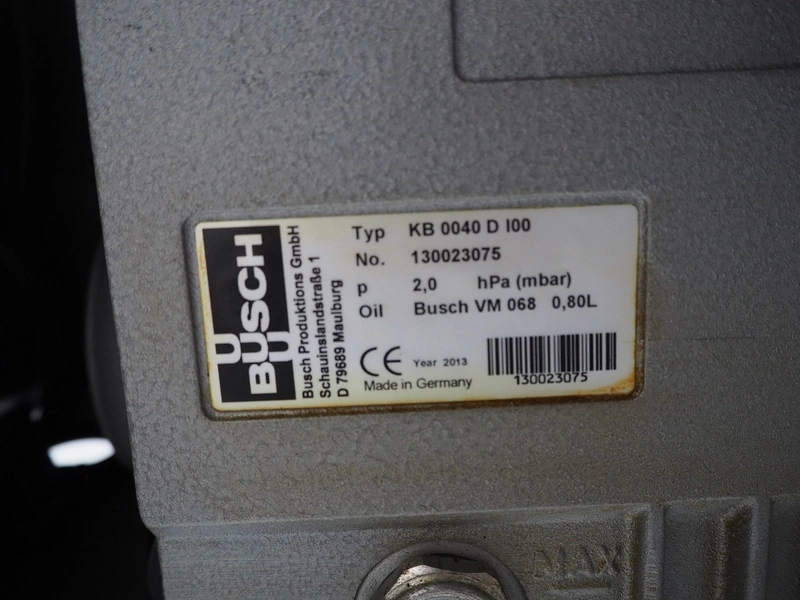 BUSCH
Busch Produktions GmbH
Schauinslandstraße 1
D 79689 Maulburg
Typ KB 0040 D I00
No. 130023075
p 2,0 hPa (mbar)
Oil Busch VM 068 0,80L
CE Year 2013
Made in Germany
130023075
MAX